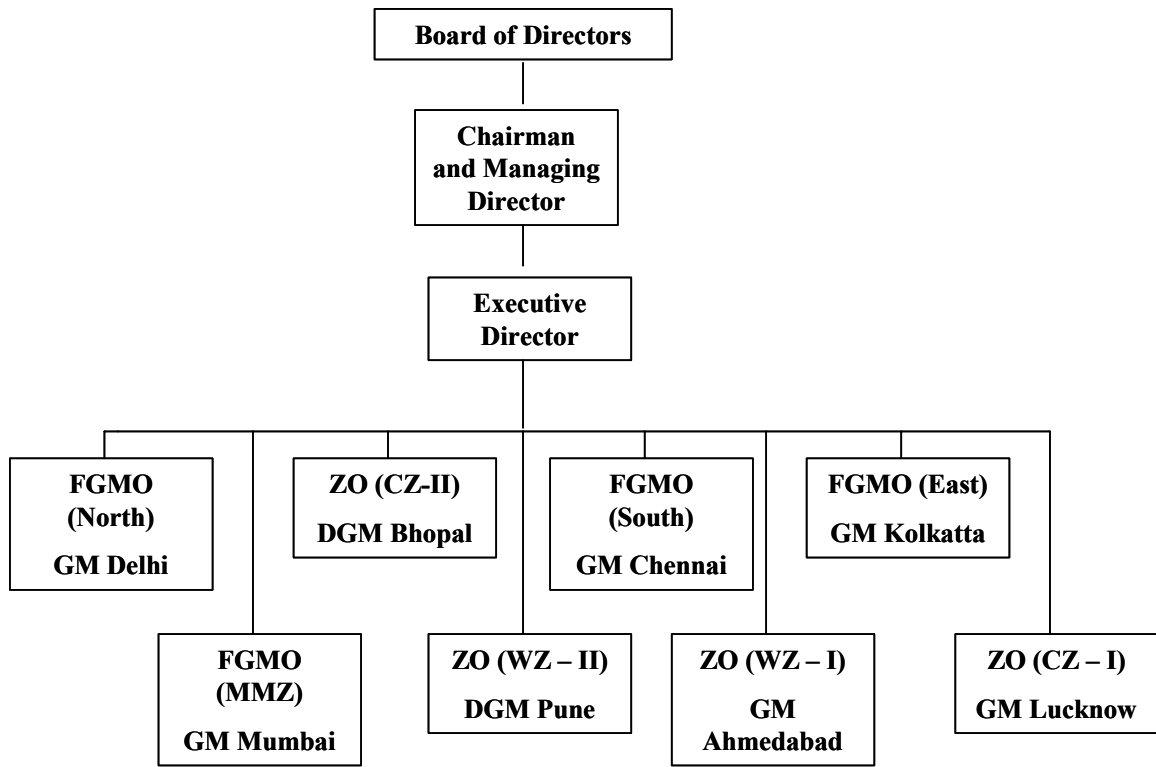 Board of Directors
Chairman
and Managing
Director
Executive
Director
FGMO
(North)
GM Delhi
ZO (CZ-II)
DGM Bhopal
FGMO
(South)
GM Chennai
FGMO (East)
GM Kolkatta
FGMO
(MMZ)
GM Mumbai
ZO (WZ – II)
DGM Pune
ZO (WZ – I)
GM
Ahmedabad
ZO (CZ – I)
GM Lucknow